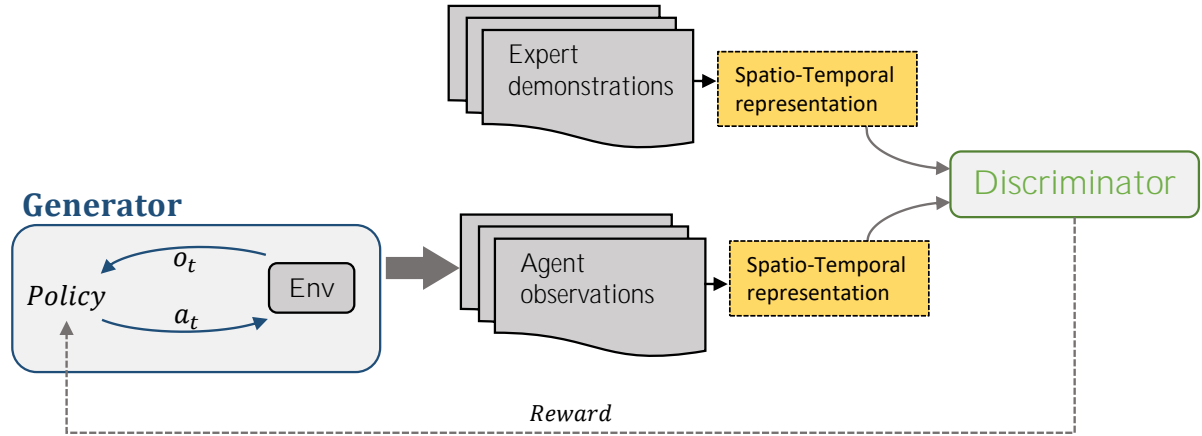 Expert
demonstrations
Spatio-Temporal
representation
Discriminator
Generator
Policy
o_t
a_t
Env
Agent
observations
Spatio-Temporal
representation
Reward